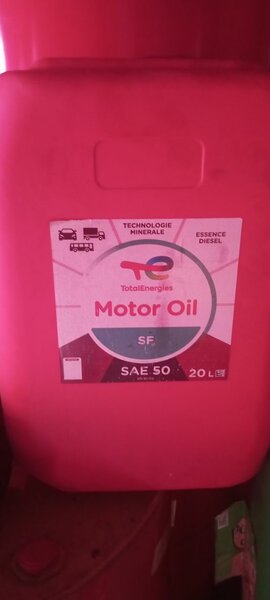 TECHNOLOGIE
MINERALE
ESSENCE
DIESEL
TotalEnergies
Motor Oil
SF
SAE 50
20 L